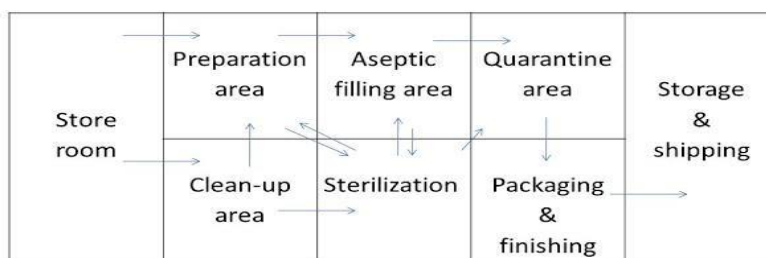 Store
room
Preparation
area
Aseptic
filling area
Quarantine
area
Clean-up
area
Sterilization
Packaging
&
finishing
Storage
&
shipping